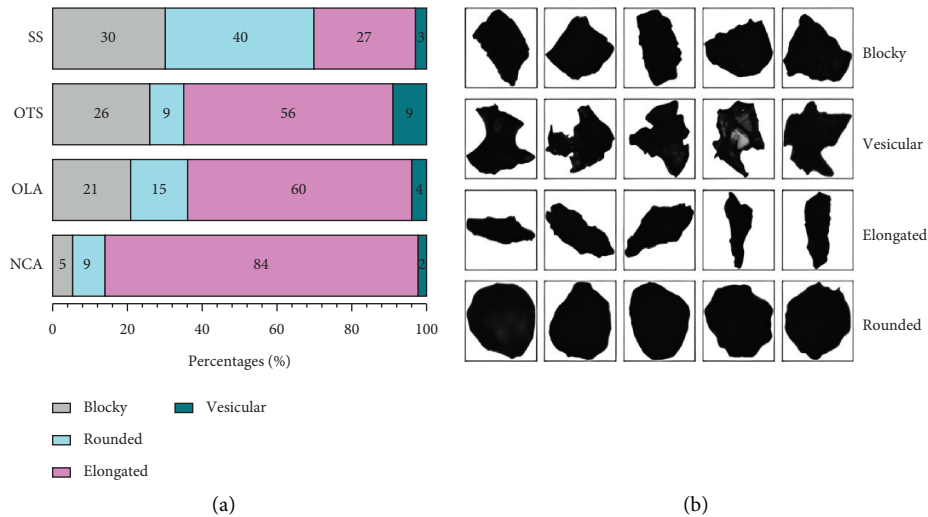 SS
30
40
27
3
OTS
26
9
56
9
OLA
21
15
60
4
NCA
5
9
84
2
0
20
40
60
80
100
Percentages (%)
Blocky
Vesicular
Rounded
Elongated
(a)
Blocky
Vesicular
Elongated
Rounded
(b)